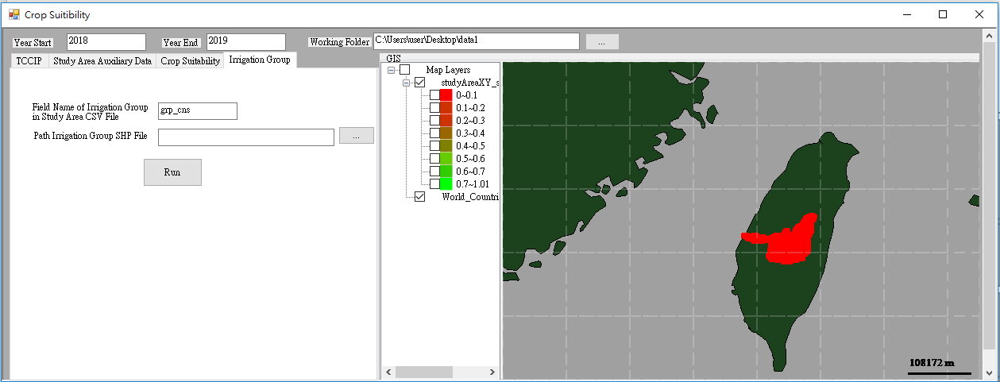 Crop Suitibility
Year Start 2018 Year End 2019 Working Folder C:\Users\user\Desktop\data1 ...
TCCIP Study Area Auxiliary Data Crop Suitability Irrigation Group
Field Name of Irrigation Group
in Study Area CSV File
grp_cns
Path Irrigation Group SHP File ...
Run
GIS
Map Layers
studyAreaXY_s
0~0.1
0.1~0.2
0.2~0.3
0.3~0.4
0.4~0.5
0.5~0.6
0.6~0.7
0.7~1.01
World_Countri
108172 m